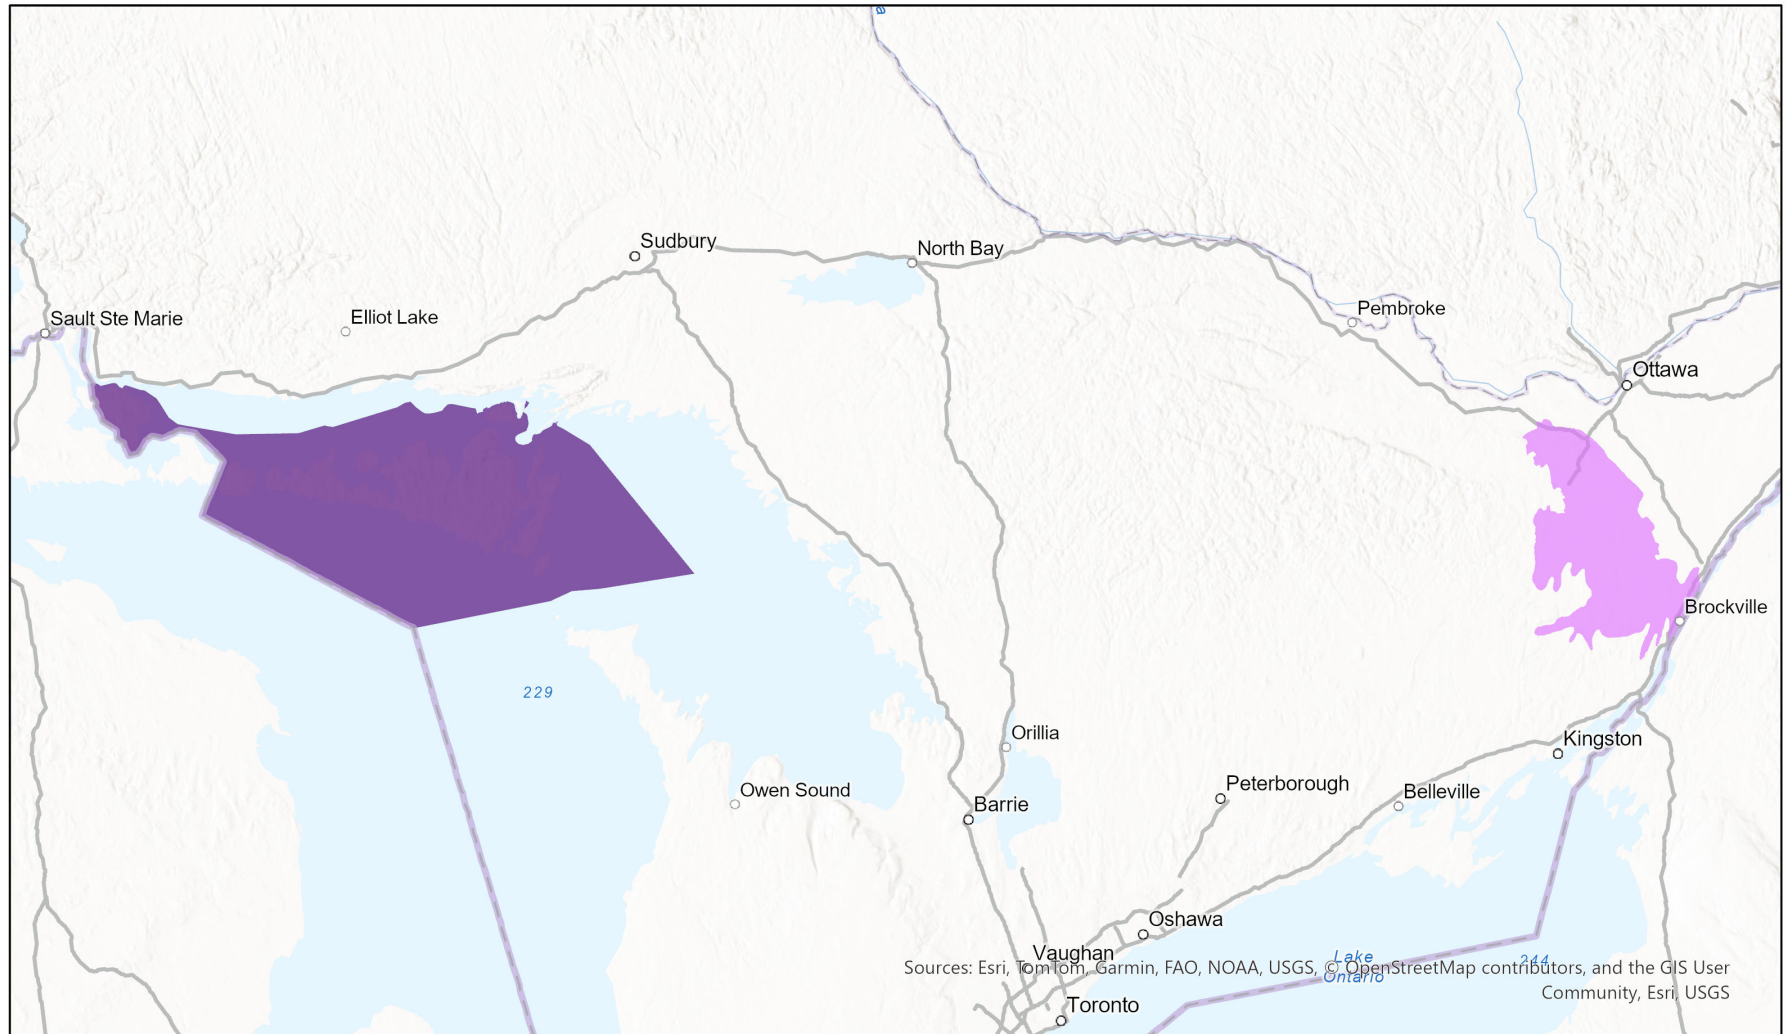 a
Sudbury
North Bay
Sault Ste Marie
Elliot Lake
Pembroke
Ottawa
Brockville
229
Orillia
Kingston
Owen Sound
Barrie
Peterborough
Belleville
Oshawa
Vaughan
Lake
Ontario
244
Sources: Esri, TomTom, Garmin, FAO, NOAA, USGS, © OpenStreetMap contributors, and the GIS User
Community, Esri, USGS
Toronto